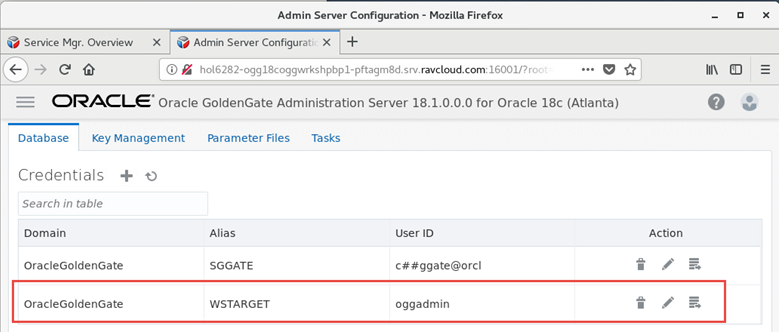 Admin Server Configuration - Mozilla Firefox
Service Mgr. Overview
Admin Server Configuratio
hol6282-ogg18coggwrkshpbp1-pftagm8d.srv.ravcloud.com:16001/?root=
ORACLE Oracle GoldenGate Administration Server 18.1.0.0.0 for Oracle 18c (Atlanta)
Database Key Management Parameter Files Tasks
Credentials
Search in table
Domain Alias User ID Action
OracleGoldenGate SGGATE c##ggate@orcl
OracleGoldenGate WSTARGET oggadmin